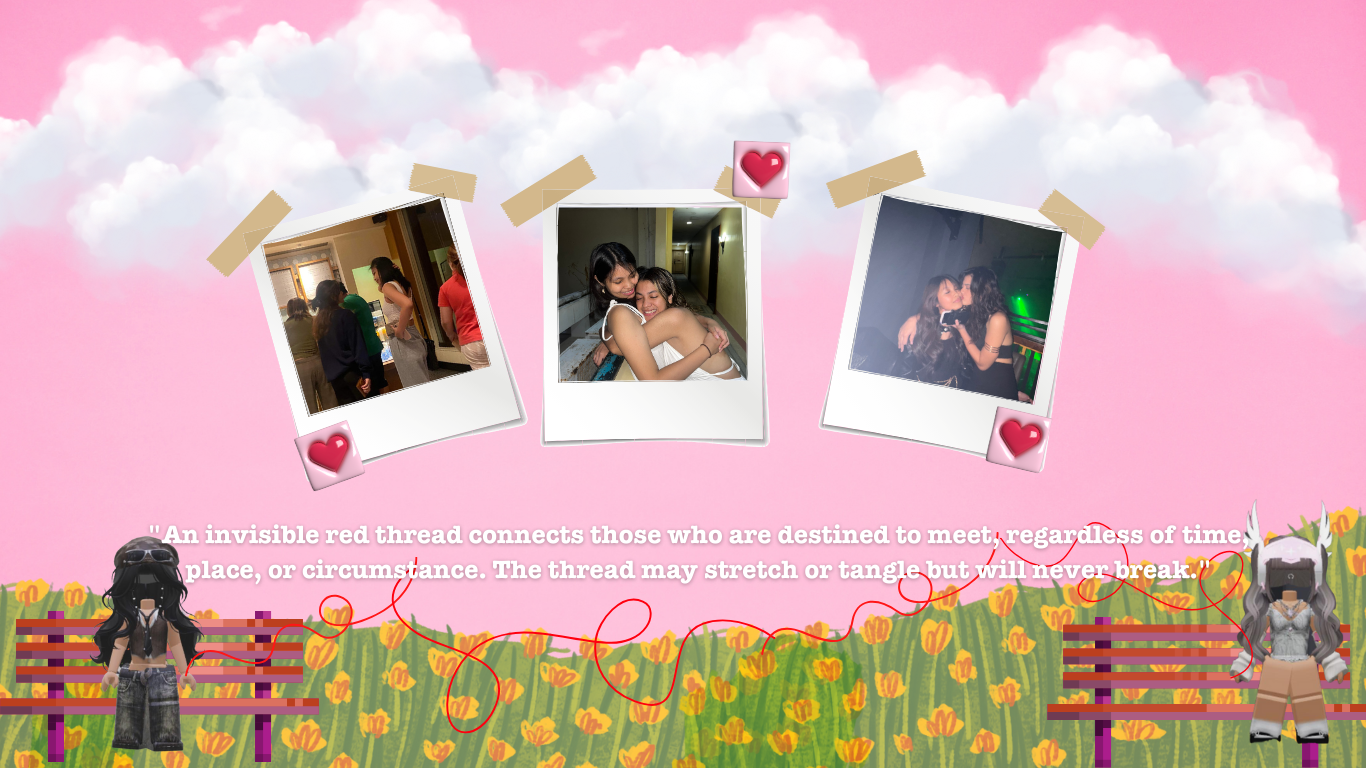 "An invisible red thread connects those who are destined to meet, regardless of time,
place, or circumstance. The thread may stretch or tangle but will never break."